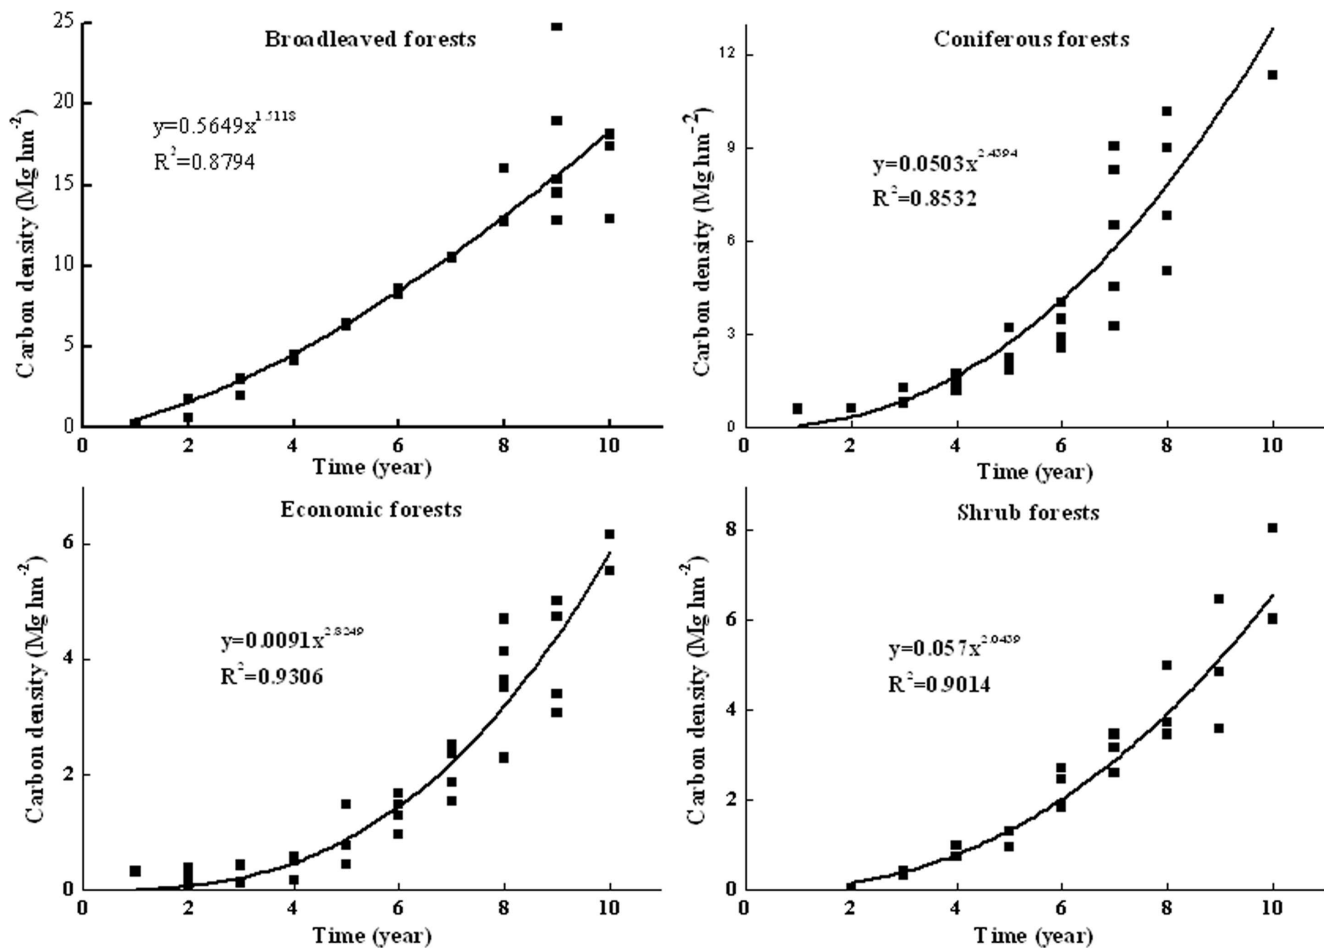 Broadleaved forests
y=0.5649x^1.5118
R^2=0.8794
Carbon density (Mg hm^-2)
25
20
15
10
5
0
0 2 4 6 8 10
Time (year)
Coniferous forests
y=0.0503x^2.4394
R^2=0.8532
Carbon density (Mg hm^-2)
12
9
6
3
0
0 2 4 6 8 10
Time (year)
Economic forests
y=0.0091x^2.8249
R^2=0.9306
Carbon density (Mg hm^-2)
6
4
2
0
0 2 4 6 8 10
Time (year)
Shrub forests
y=0.057x^2.0439
R^2=0.9014
Carbon density (Mg hm^-2)
8
6
4
2
0
0 2 4 6 8 10
Time (year)